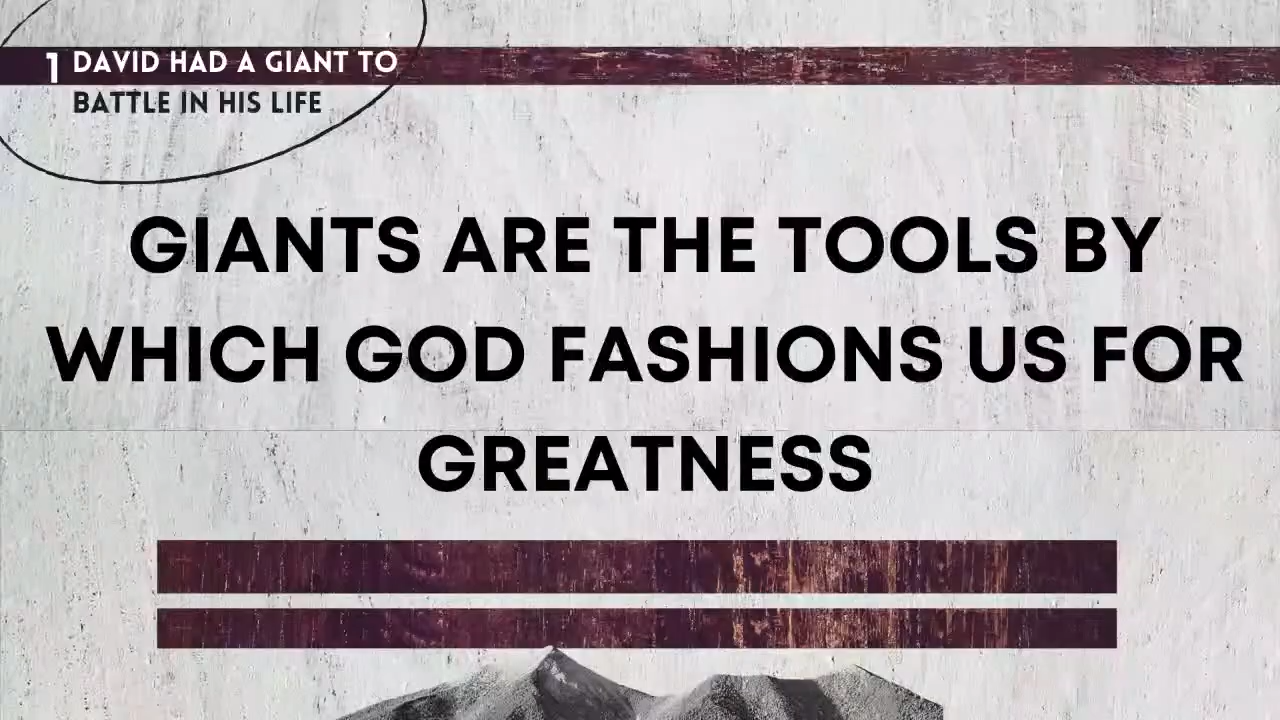 1 DAVID HAD A GIANT TO
BATTLE IN HIS LIFE
GIANTS ARE THE TOOLS BY
WHICH GOD FASHIONS US FOR
GREATNESS